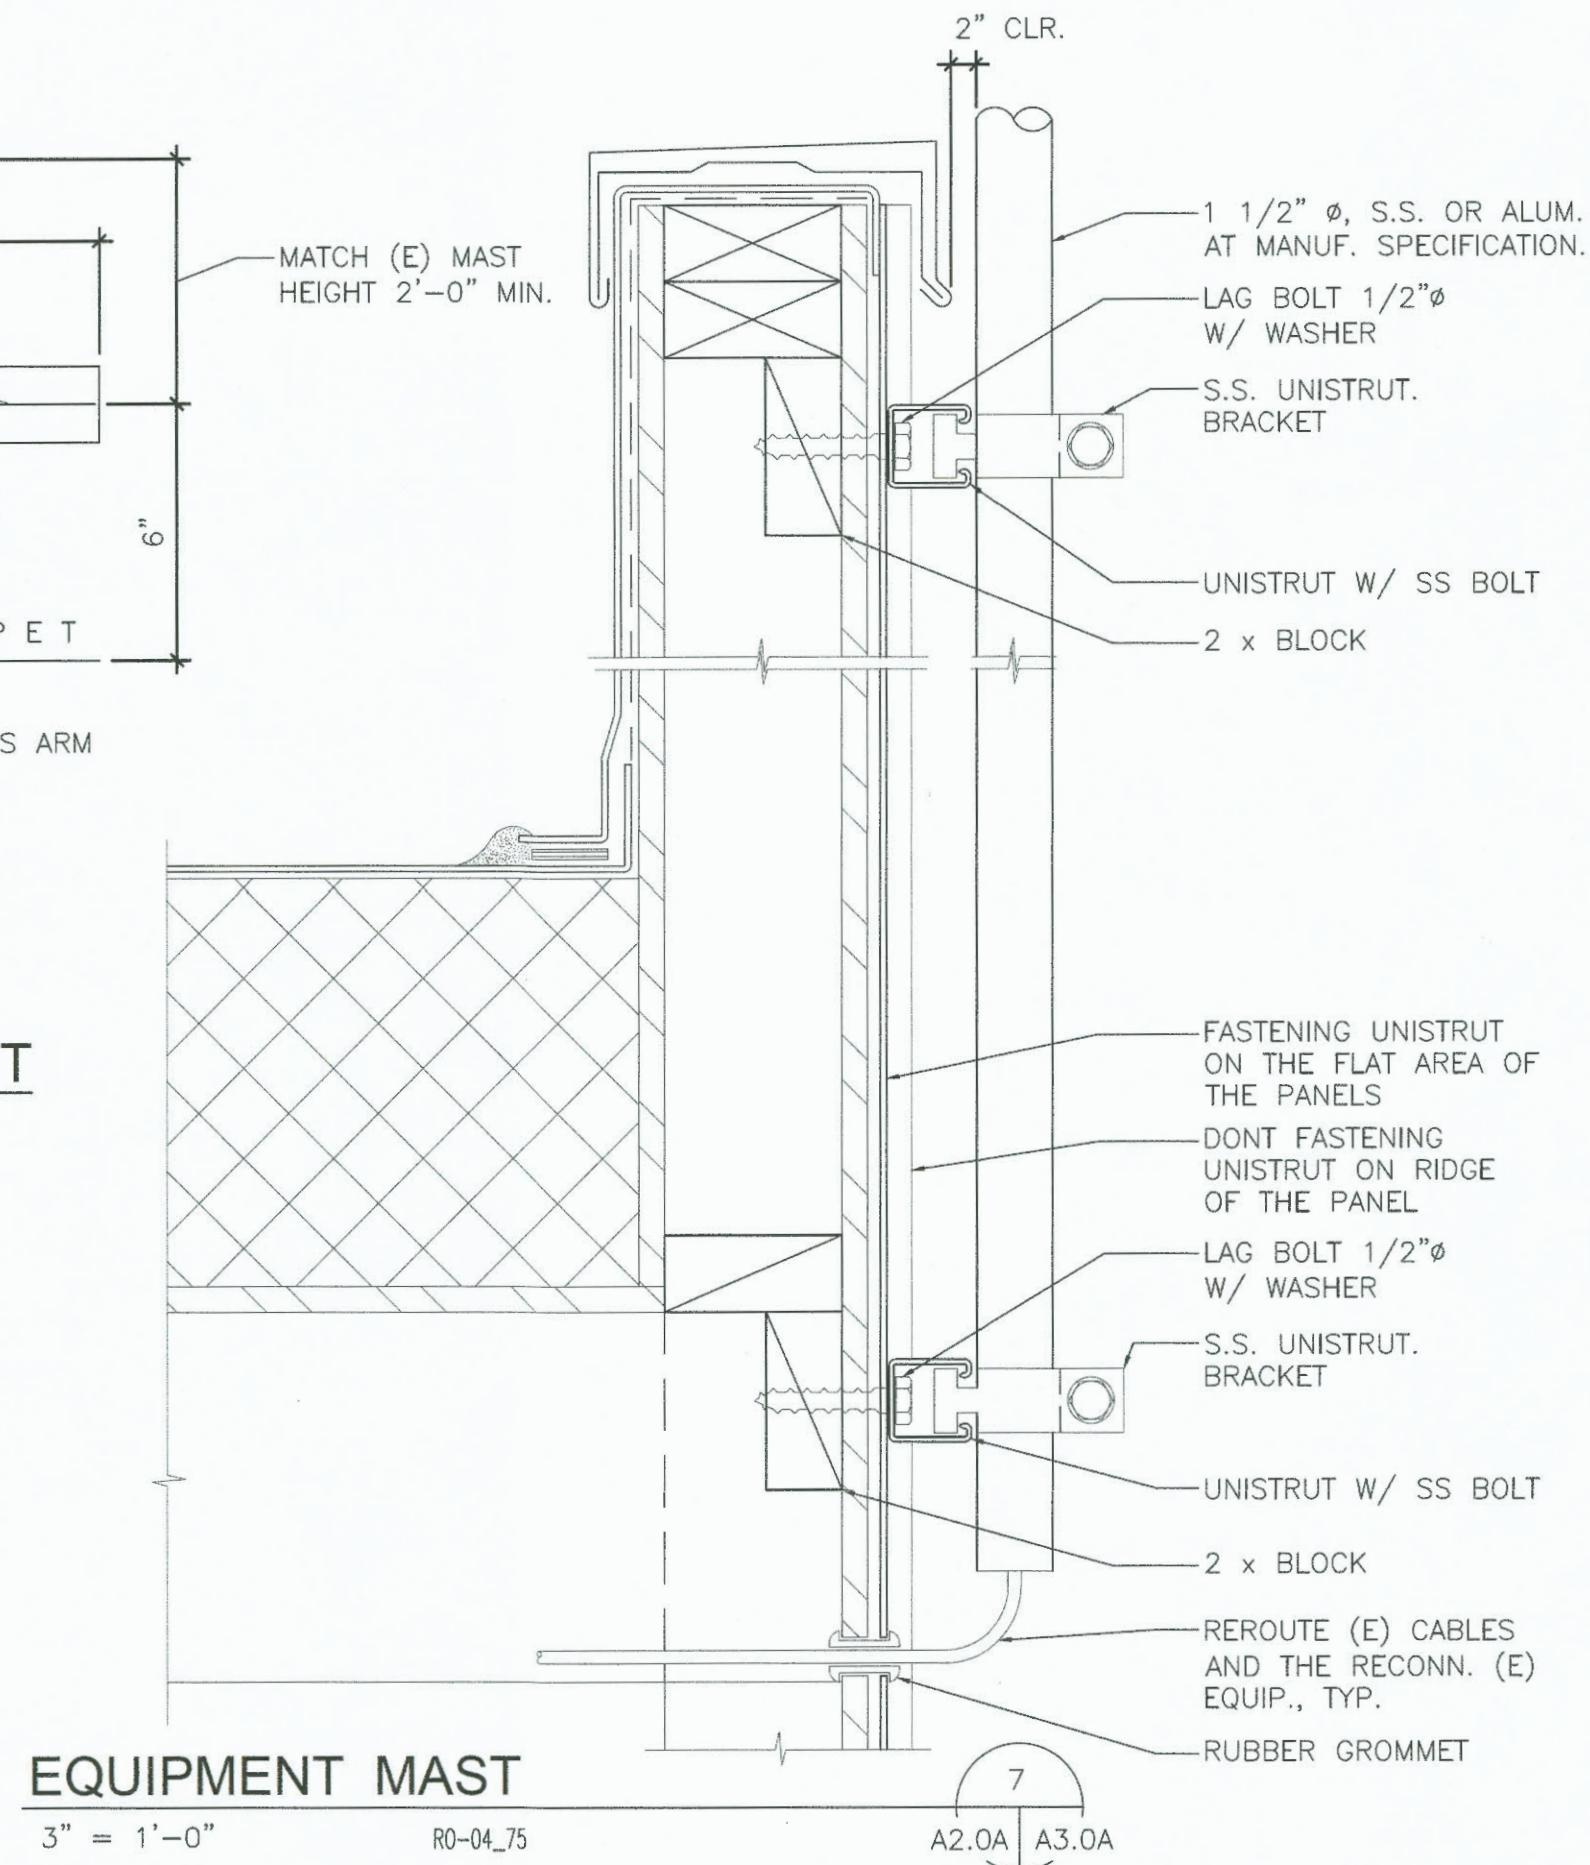 2" CLR.
MATCH (E) MAST
HEIGHT 2'-0" MIN.
6"
P E T
S ARM
T
1 1/2" ø, S.S. OR ALUM.
AT MANUF. SPECIFICATION.
LAG BOLT 1/2"ø
W/ WASHER
S.S. UNISTRUT.
BRACKET
UNISTRUT W/ SS BOLT
2 x BLOCK
FASTENING UNISTRUT
ON THE FLAT AREA OF
THE PANELS
DONT FASTENING
UNISTRUT ON RIDGE
OF THE PANEL
LAG BOLT 1/2"ø
W/ WASHER
S.S. UNISTRUT.
BRACKET
UNISTRUT W/ SS BOLT
2 x BLOCK
REROUTE (E) CABLES
AND THE RECONN. (E)
EQUIP., TYP.
RUBBER GROMMET
EQUIPMENT MAST
3" = 1'-0"
RO-04_75
7
A2.0A
A3.0A